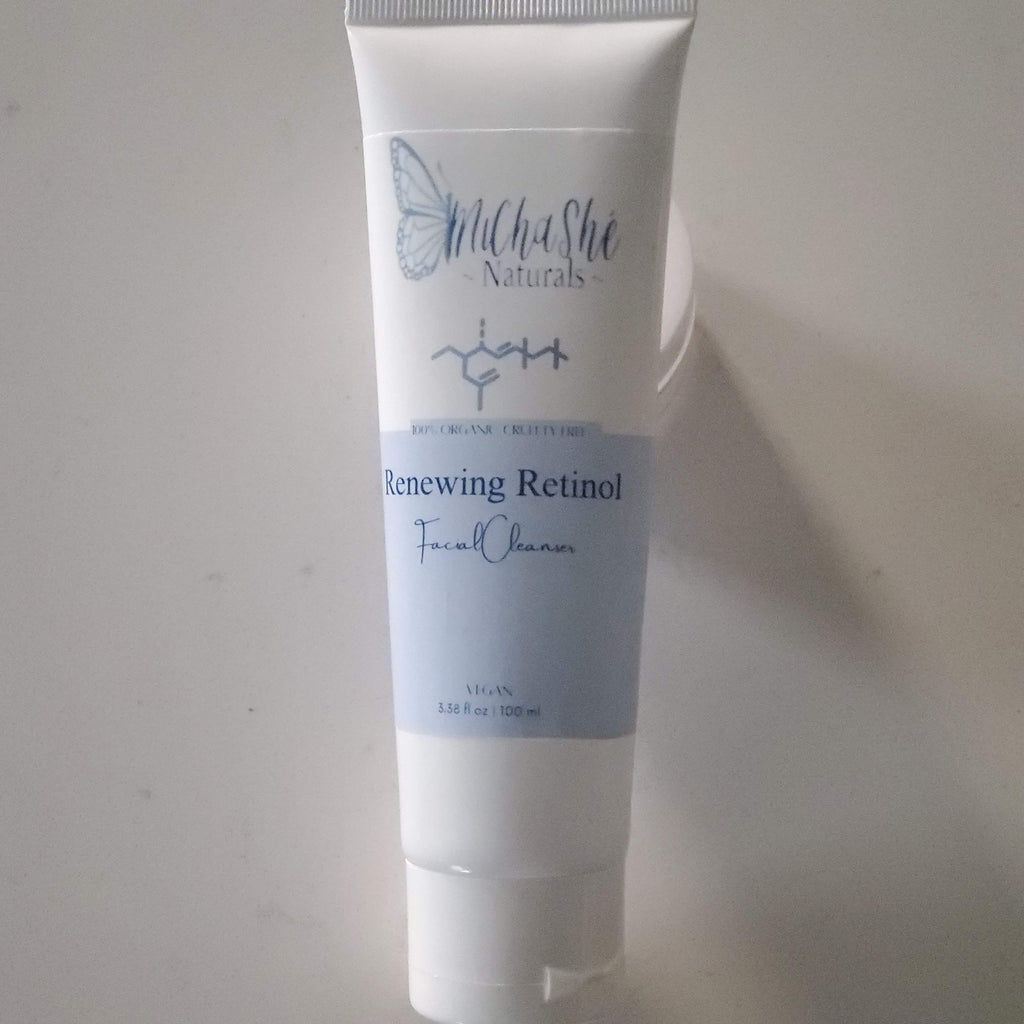 MiChaShé
~ Naturals ~
100% ORGANIC CRUELTY FREE
Renewing Retinol
Facial Cleanser
VEGAN
3.38 fl oz | 100 ml